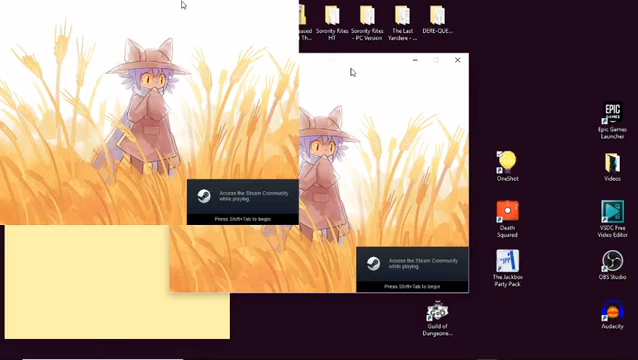 Sorority Rites
HT
Sorority Rites
- PC Version
The Last
Yandere ...
DERE-QUE...
Epic Games
Launcher
OneShot
Videos
Death
Squared
VSDC Free
Video Editor
The Jackbox
Party Pack
OBS Studio
Guild of
Dungeone...
Audacity
Access the Steam Community
while playing.
Press Shift+Tab to begin
Access the Steam Community
while playing.
Press Shift+Tab to begin
EPIC
GAMES